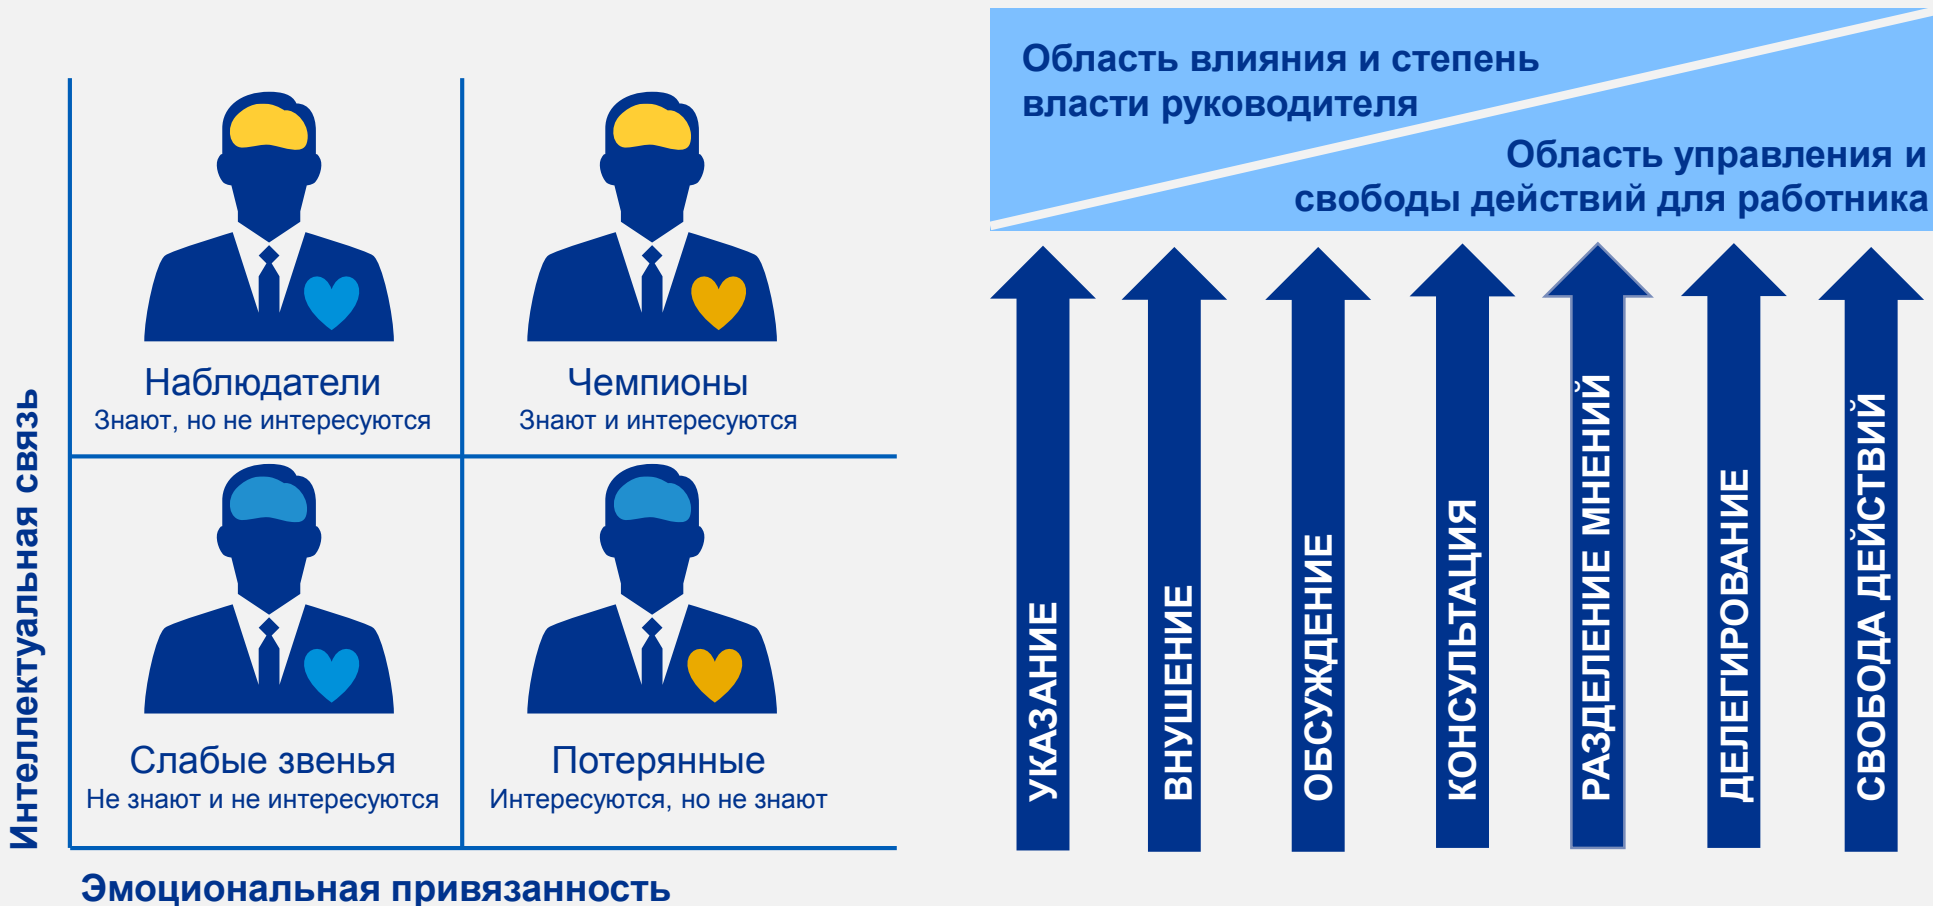 Интеллектуальная связь
Наблюдатели
Знают, но не интересуются
Чемпионы
Знают и интересуются
Слабые звенья
Не знают и не интересуются
Потерянные
Интересуются, но не знают
Эмоциональная привязанность
Область влияния и степень
власти руководителя
Область управления и
свободы действий для работника
УКАЗАНИЕ
ВНУШЕНИЕ
ОБСУЖДЕНИЕ
КОНСУЛЬТАЦИЯ
РАЗДЕЛЕНИЕ МНЕНИЙ
ДЕЛЕГИРОВАНИЕ
СВОБОДА ДЕЙСТВИЙ